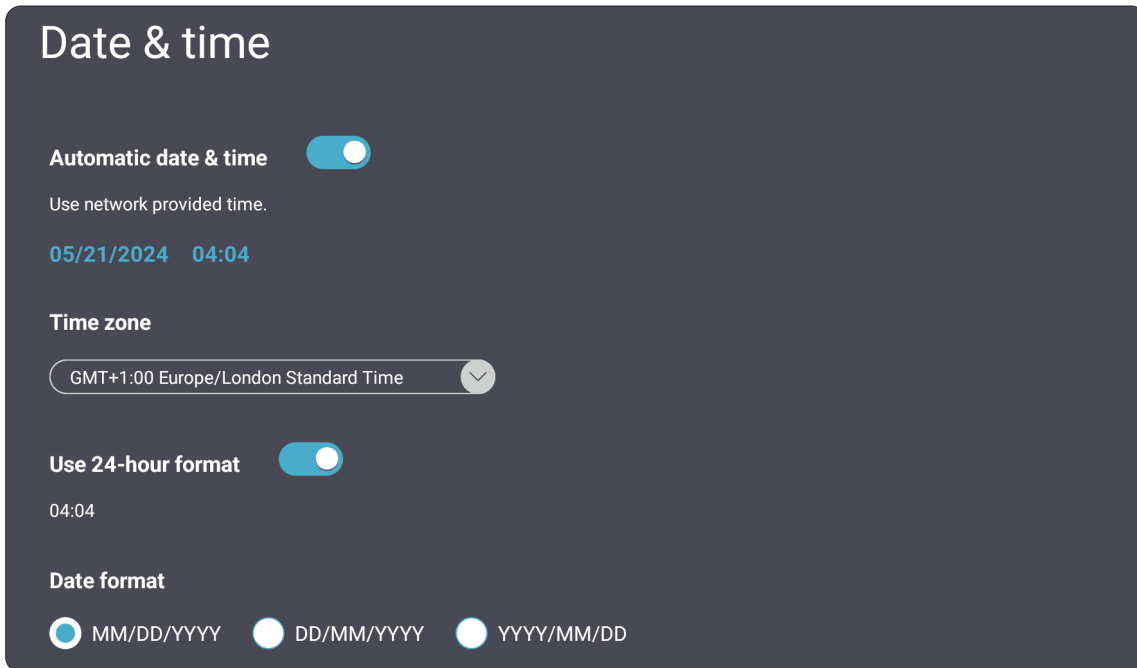 Date & time
Automatic date & time
Use network provided time.
05/21/2024 04:04
Time zone
GMT+1:00 Europe/London Standard Time
Use 24-hour format
04:04
Date format
MM/DD/YYYY DD/MM/YYYY YYYY/MM/DD